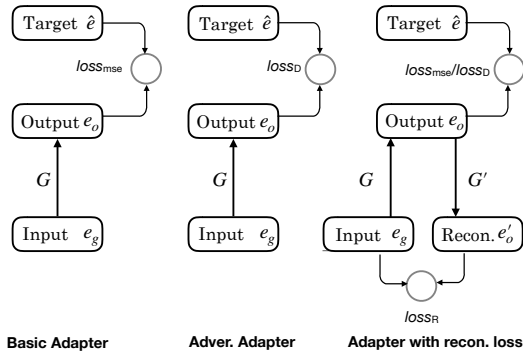 Target ê
Target ê
Target ê
loss_mse
loss_D
loss_mse/loss_D
Output e_o
Output e_o
Output e_o
G
G
G
G′
Input e_g
Input e_g
Input e_g
Recon. e′_o
loss_R
Basic Adapter
Adver. Adapter
Adapter with recon. loss